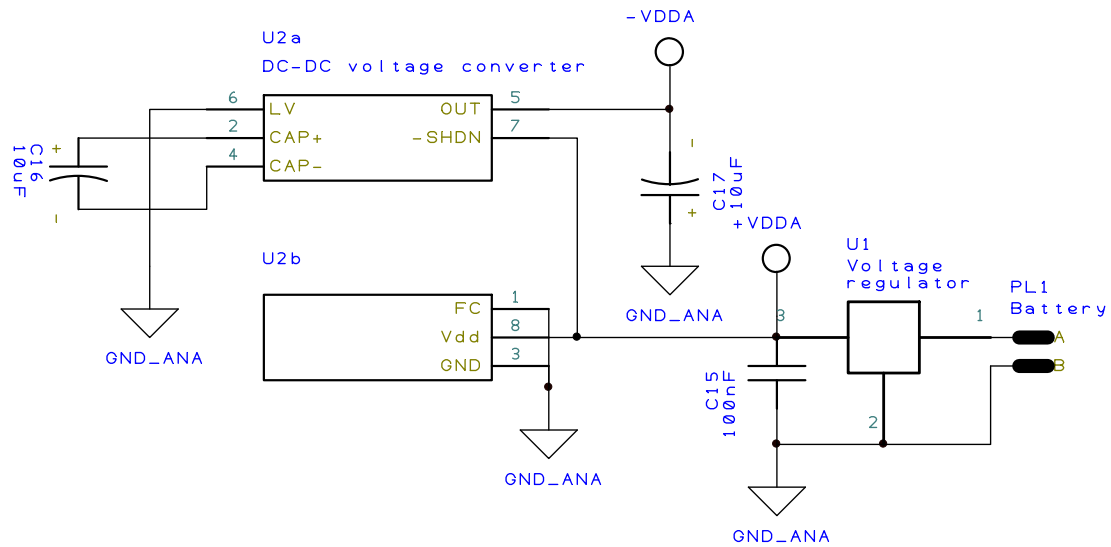 -VDDA
U2a
DC-DC voltage converter
6
LV
OUT
5
2
CAP+
-SHDN
7
4
CAP-
C16
10uF
+
-
-
C17
10uF
+
+VDDA
GND_ANA
GND_ANA
U2b
FC
1
Vdd
8
GND
3
GND_ANA
U1
Voltage
regulator
3
1
2
PL1
Battery
A
B
C15
100nF
GND_ANA